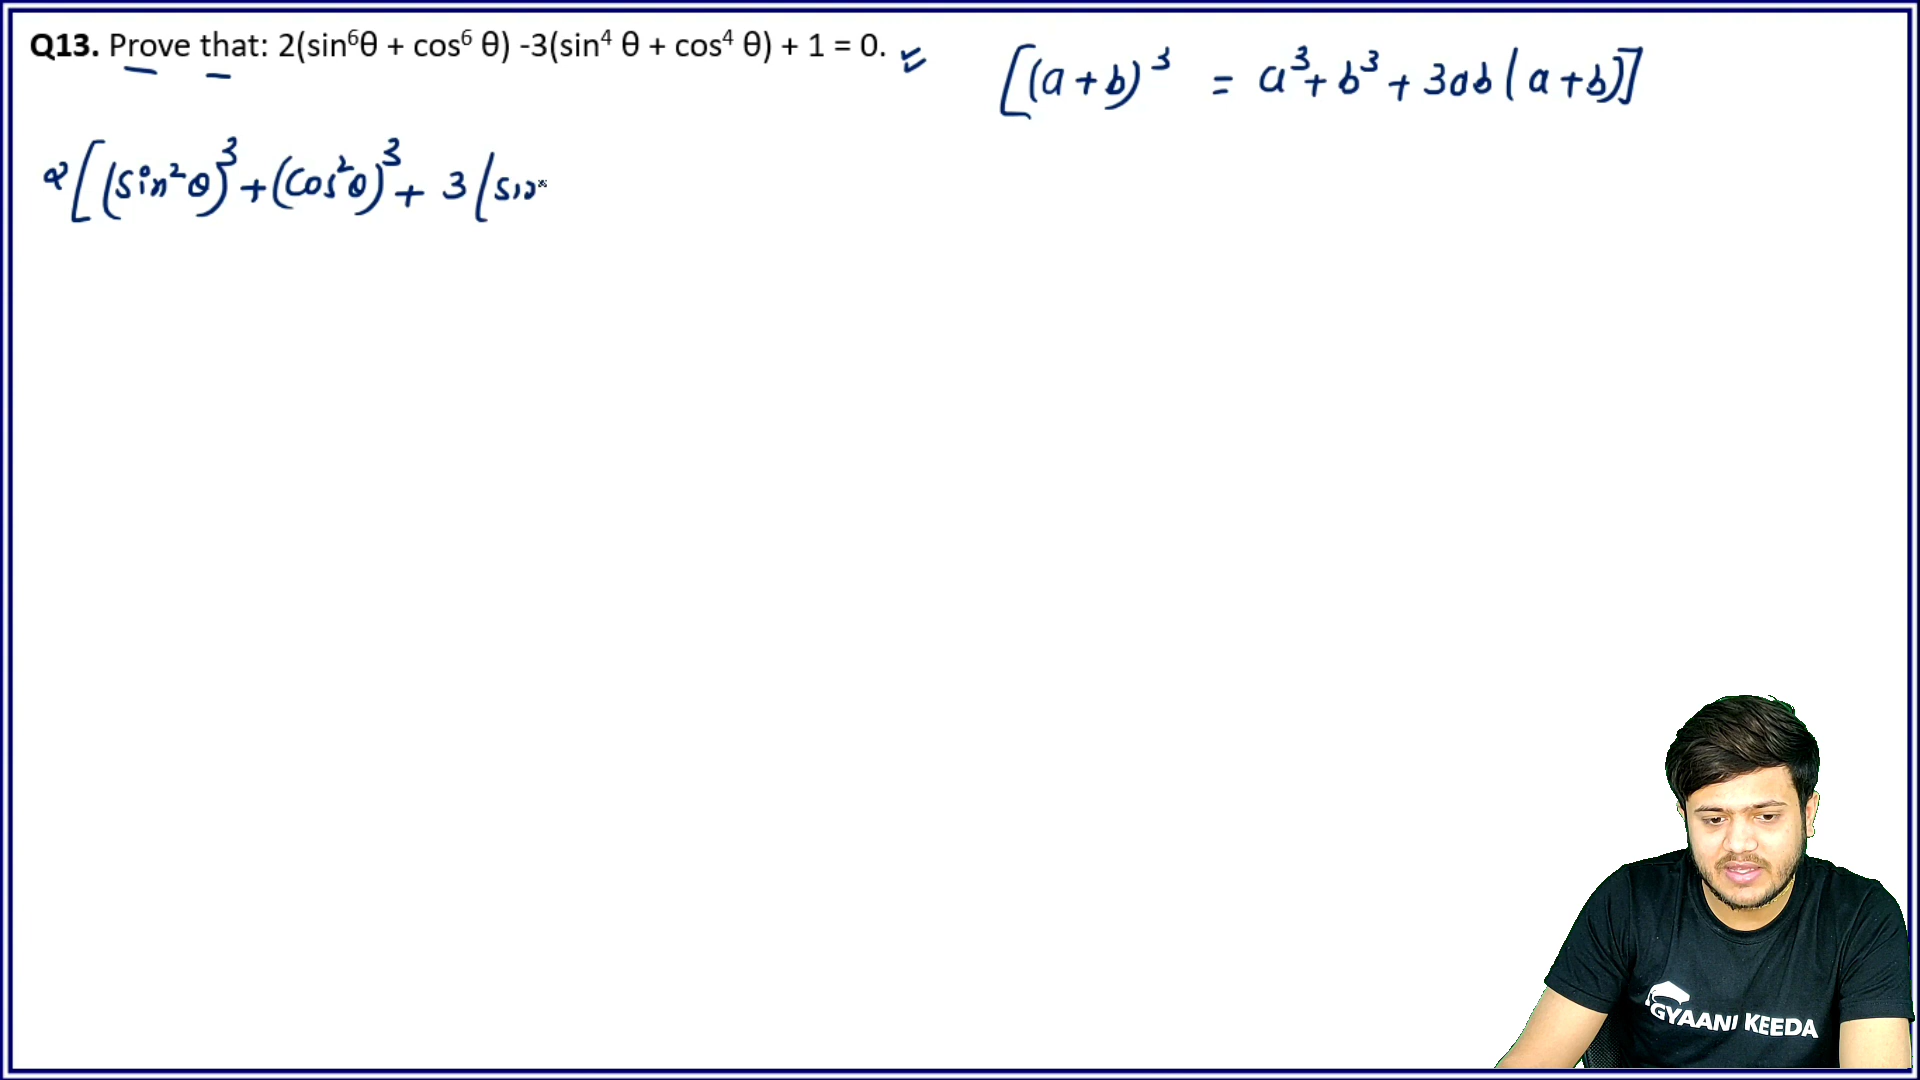 Q13. Prove that: 2(sin⁶θ + cos⁶ θ) -3(sin⁴ θ + cos⁴ θ) + 1 = 0.
[(a+b)³ = a³+b³+3ab(a+b)]
2[(sin²θ)³+(cos²θ)³+ 3(sin
GYAANI KEEDA